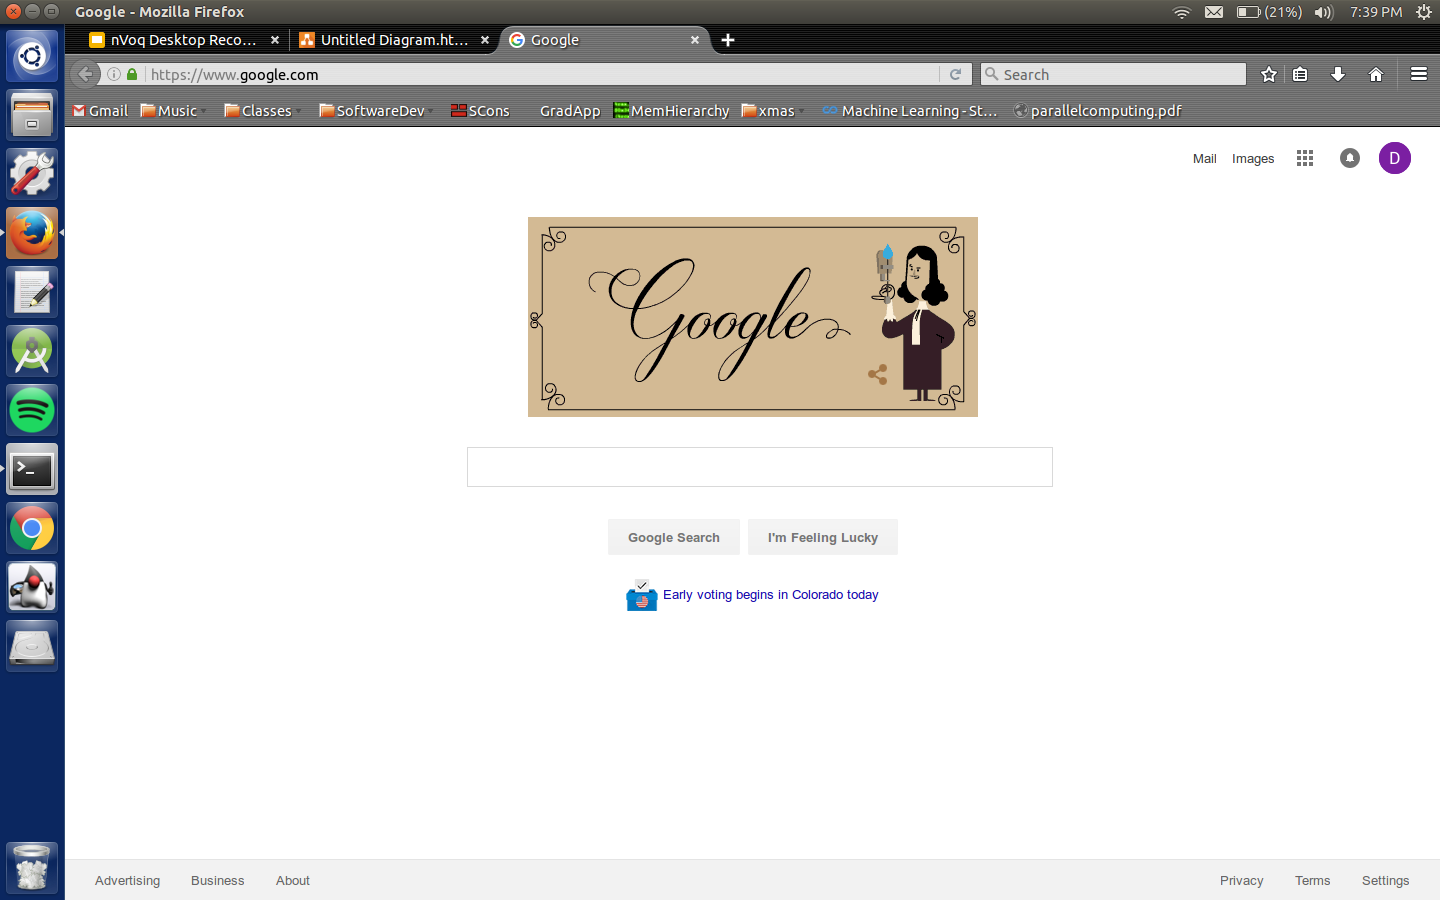 Google - Mozilla Firefox
(21%)
7:39 PM
nVoq Desktop Reco...
Untitled Diagram.ht...
Google
https://www.google.com
Search
Gmail
Music
Classes
SoftwareDev
SCons
GradApp
MemHierarchy
xmas
Machine Learning - St...
parallelcomputing.pdf
Mail
Images
D
Google
Google Search
I'm Feeling Lucky
Early voting begins in Colorado today
Advertising
Business
About
Privacy
Terms
Settings